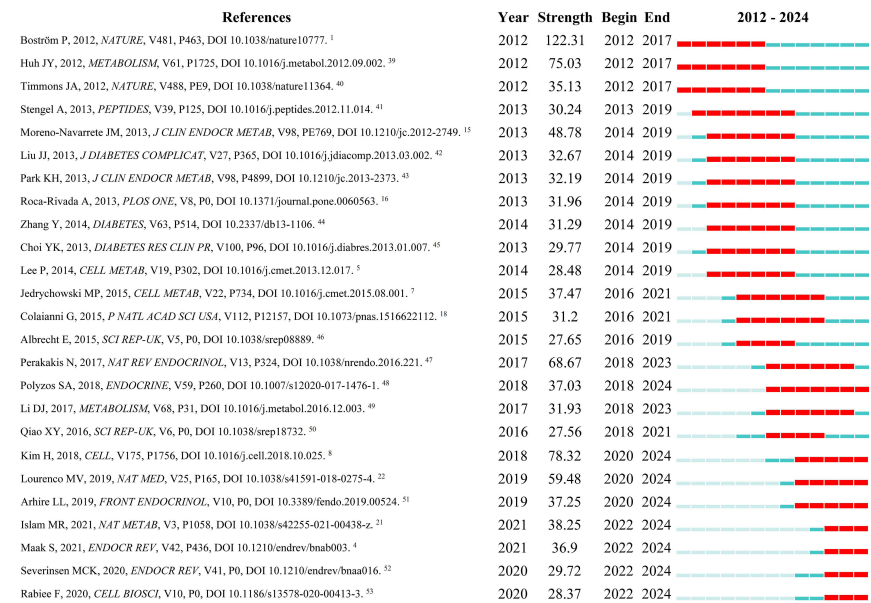 References Year Strength Begin End 2012 - 2024
Boström P, 2012, NATURE, V481, P463, DOI 10.1038/nature10777. 1 2012 122.31 2012 2017
Huh JY, 2012, METABOLISM, V61, P1725, DOI 10.1016/j.metabol.2012.09.002. 39 2012 75.03 2012 2017
Timmons JA, 2012, NATURE, V488, PE9, DOI 10.1038/nature11364. 40 2012 35.13 2012 2017
Stengel A, 2013, PEPTIDES, V39, P125, DOI 10.1016/j.peptides.2012.11.014. 41 2013 30.24 2013 2019
Moreno-Navarrete JM, 2013, J CLIN ENDOCR METAB, V98, PE769, DOI 10.1210/jc.2012-2749. 15 2013 48.78 2014 2019
Liu JJ, 2013, J DIABETES COMPLICAT, V27, P365, DOI 10.1016/j.jdiacomp.2013.03.002. 42 2013 32.67 2014 2019
Park KH, 2013, J CLIN ENDOCR METAB, V98, P4899, DOI 10.1210/jc.2013-2373. 43 2013 32.19 2014 2019
Roca-Rivada A, 2013, PLOS ONE, V8, P0, DOI 10.1371/journal.pone.0060563. 16 2013 31.96 2014 2019
Zhang Y, 2014, DIABETES, V63, P514, DOI 10.2337/db13-1106. 44 2014 31.29 2014 2019
Choi YK, 2013, DIABETES RES CLIN PR, V100, P96, DOI 10.1016/j.diabres.2013.01.007. 45 2013 29.77 2014 2019
Lee P, 2014, CELL METAB, V19, P302, DOI 10.1016/j.cmet.2013.12.017. 5 2014 28.48 2014 2019
Jedrychowski MP, 2015, CELL METAB, V22, P734, DOI 10.1016/j.cmet.2015.08.001. 7 2015 37.47 2016 2021
Colaianni G, 2015, P NATL ACAD SCI USA, V112, P12157, DOI 10.1073/pnas.1516622112. 18 2015 31.2 2016 2021
Albrecht E, 2015, SCI REP-UK, V5, P0, DOI 10.1038/srep08889. 46 2015 27.65 2016 2019
Perakakis N, 2017, NAT REV ENDOCRINOL, V13, P324, DOI 10.1038/nrendo.2016.221. 47 2017 68.67 2018 2023
Polyzos SA, 2018, ENDOCRINE, V59, P260, DOI 10.1007/s12020-017-1476-1. 48 2018 37.03 2018 2024
Li DJ, 2017, METABOLISM, V68, P31, DOI 10.1016/j.metabol.2016.12.003. 49 2017 31.93 2018 2023
Qiao XY, 2016, SCI REP-UK, V6, P0, DOI 10.1038/srep18732. 50 2016 27.56 2018 2021
Kim H, 2018, CELL, V175, P1756, DOI 10.1016/j.cell.2018.10.025. 8 2018 78.32 2020 2024
Lourenco MV, 2019, NAT MED, V25, P165, DOI 10.1038/s41591-018-0275-4. 22 2019 59.48 2020 2024
Arhire LL, 2019, FRONT ENDOCRINOL, V10, P0, DOI 10.3389/fendo.2019.00524. 51 2019 37.25 2020 2024
Islam MR, 2021, NAT METAB, V3, P1058, DOI 10.1038/s42255-021-00438-z. 21 2021 38.25 2022 2024
Maak S, 2021, ENDOCR REV, V42, P436, DOI 10.1210/endrev/bnab003. 4 2021 36.9 2022 2024
Severinsen MCK, 2020, ENDOCR REV, V41, P0, DOI 10.1210/endrev/bnaa016. 52 2020 29.72 2022 2024
Rabiee F, 2020, CELL BIOSCI, V10, P0, DOI 10.1186/s13578-020-00413-3. 53 2020 28.37 2022 2024